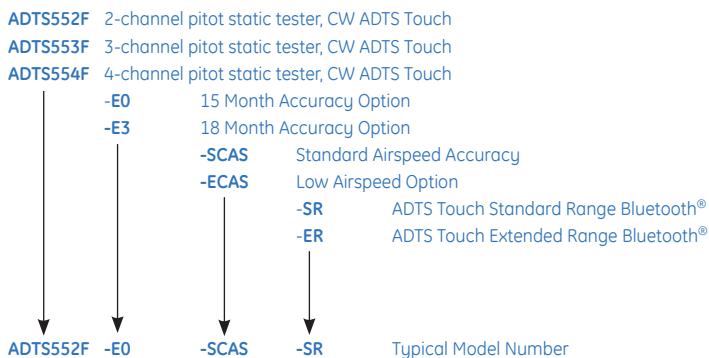 ADTS552F 2-channel pitot static tester, CW ADTS Touch
ADTS553F 3-channel pitot static tester, CW ADTS Touch
ADTS554F 4-channel pitot static tester, CW ADTS Touch
-E0 15 Month Accuracy Option
-E3 18 Month Accuracy Option
-SCAS Standard Airspeed Accuracy
-ECAS Low Airspeed Option
-SR ADTS Touch Standard Range Bluetooth®
-ER ADTS Touch Extended Range Bluetooth®
ADTS552F -E0 -SCAS -SR Typical Model Number